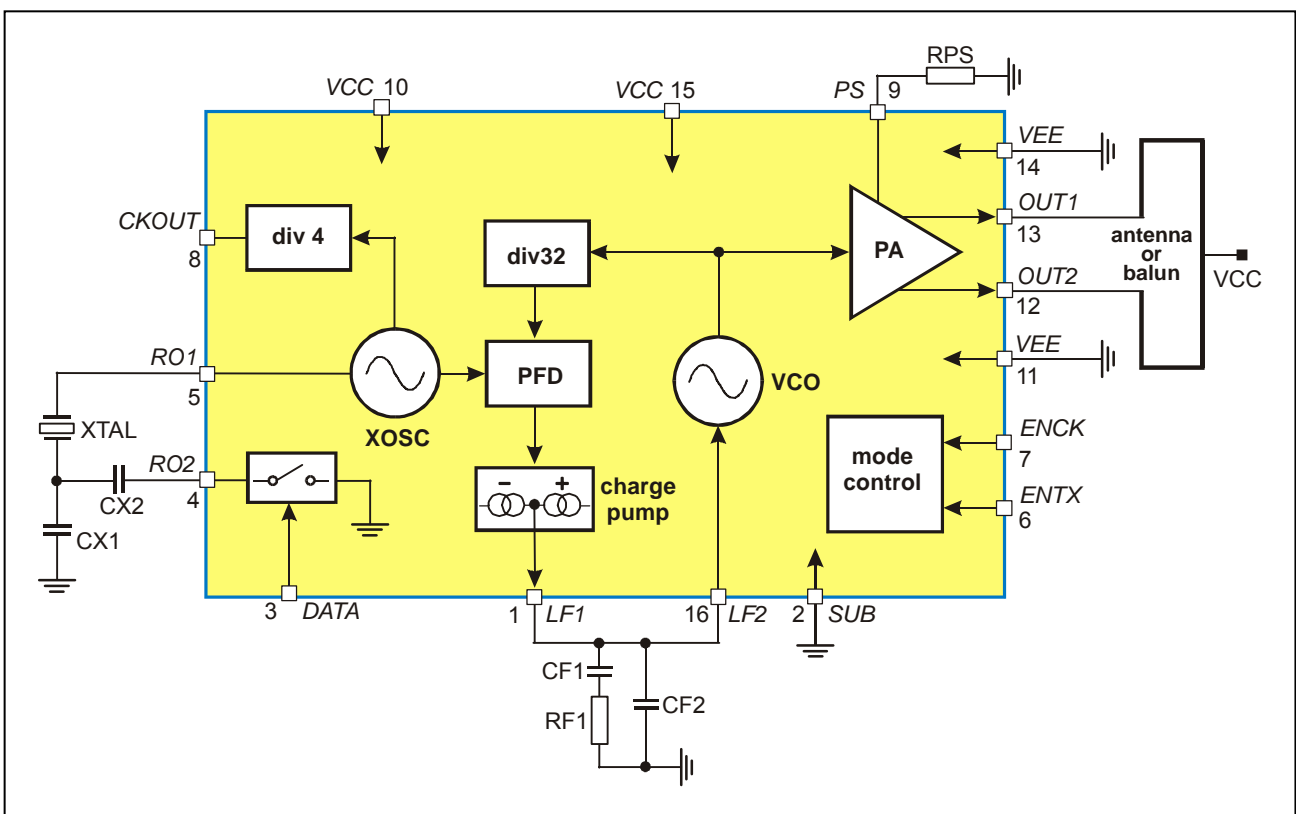 RPS
VCC 10
VCC 15
PS 9
VEE
14
CKOUT
8
div 4
div32
PA
OUT1
13
antenna
or
balun
VCC
OUT2
12
RO1
5
XOSC
PFD
VCO
VEE
11
XTAL
RO2
4
CX2
CX1
− +
charge
pump
mode
control
ENCK
7
ENTX
6
3 DATA
1 LF1
16 LF2
2 SUB
CF1
RF1
CF2